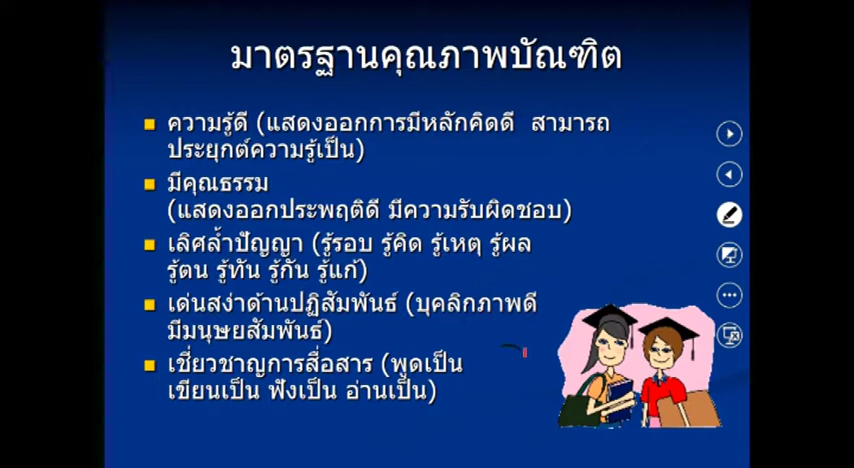 มาตรฐานคุณภาพบัณฑิต
ความรู้ดี (แสดงออกการมีหลักคิดดี สามารถ
ประยุกต์ความรู้เป็น)
มีคุณธรรม
(แสดงออกประพฤติดี มีความรับผิดชอบ)
เลิศล้ำปัญญา (รู้รอบ รู้คิด รู้เหตุ รู้ผล
รู้ตน รู้ทัน รู้กัน รู้แก้)
เด่นสง่าด้านปฏิสัมพันธ์ (บุคลิกภาพดี
มีมนุษยสัมพันธ์)
เชี่ยวชาญการสื่อสาร (พูดเป็น
เขียนเป็น ฟังเป็น อ่านเป็น)